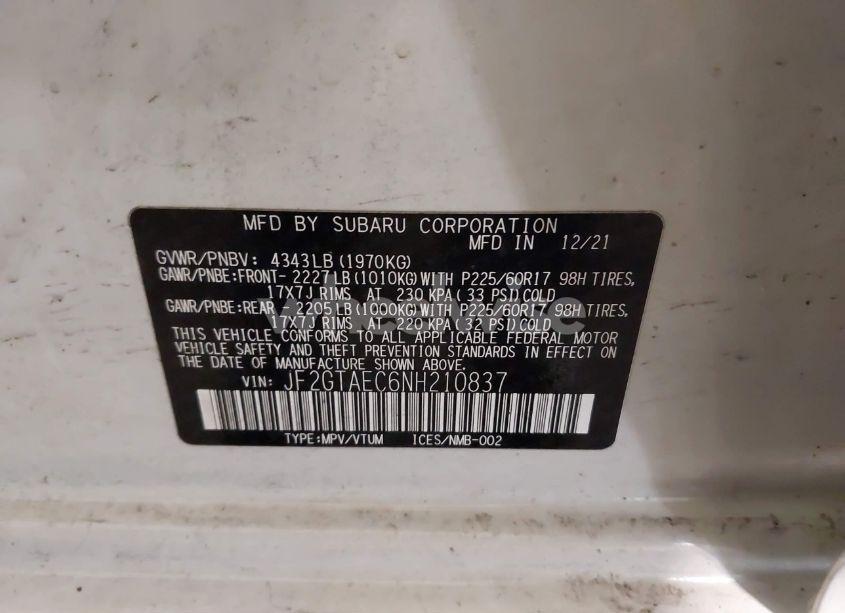 MFD BY SUBARU CORPORATION
MFD IN 12/21
GVWR/PNBV: 4343LB (1970KG)
GAWR/PNBE:FRONT- 2227LB(1010KG)WITH P225/60R17 98H TIRES,
17X7J RIMS AT 230 KPA (33 PSI)COLD
GAWR/PNBE:REAR - 2205LB(1000KG)WITH P225/60R17 98H TIRES,
17X7J RIMS AT 220 KPA (32 PSI)COLD
THIS VEHICLE CONFORMS TO ALL APPLICABLE FEDERAL MOTOR
VEHICLE SAFETY AND THEFT PREVENTION STANDARDS IN EFFECT ON
THE DATE OF MANUFACTURE SHOWN ABOVE.
VIN: JF2GTAEC6NH210837
TYPE:MPV/VTUM ICES/NMB-002